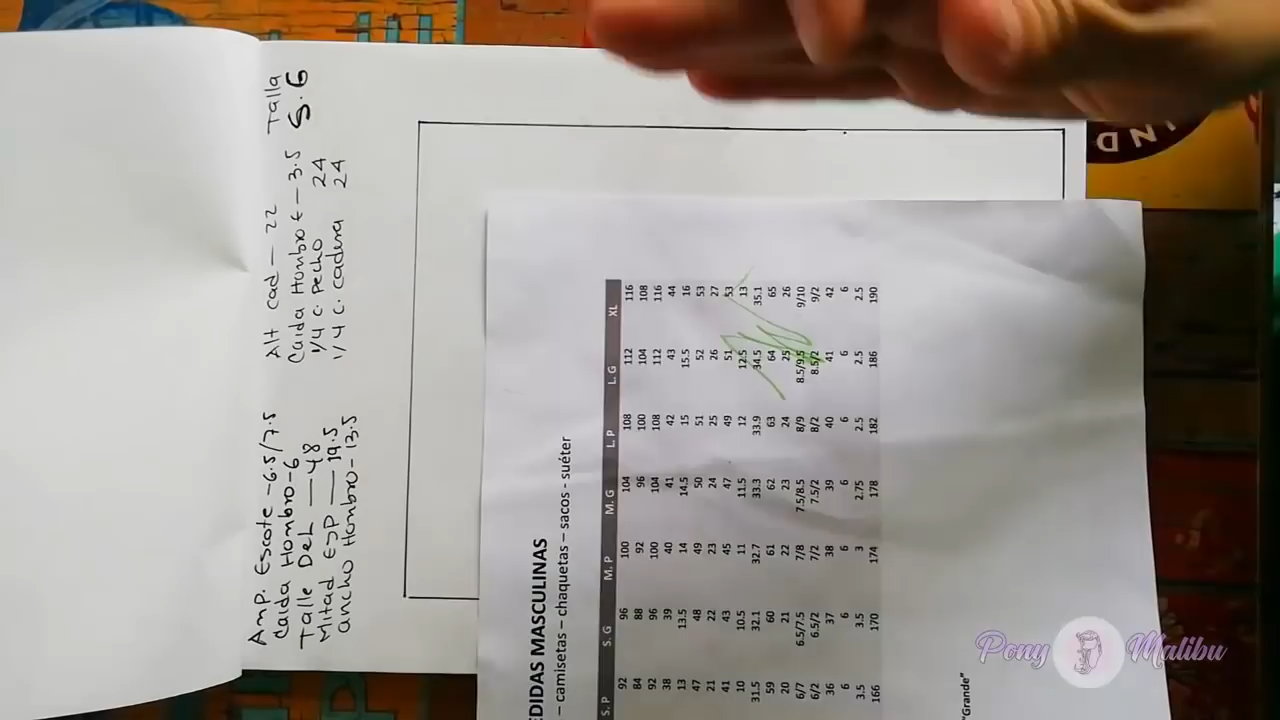 Amp. Escote - 6.5/7.5 Alt cad - 22 Talla
Caida Hombro - 6 Caida Hombro € - 3.5 S.G
Talle Del — 48 1/4 c. Pecho 24
Mitad ESP — 19.5 1/4 c. cadera 24
ancho Hombro - 13.5
EDIDAS MASCULINAS
– camisetas – chaquetas – sacos - suéter
S. P S. G M. P M. G L. P L. G XL
92 96 100 104 108 112 116
84 88 92 96 100 104 108
92 96 100 104 108 112 116
38 39 40 41 42 43 44
13 13.5 14 14.5 15 15.5 16
47 48 49 50 51 52 53
21 22 23 24 25 26 27
41 43 45 47 49 51 53
10 10.5 11 11.5 12 12.5 13
31.5 32.1 32.7 33.3 33.9 34.5 35.1
59 60 61 62 63 64 65
20 21 22 23 24 25 26
6/7 6.5/7.5 7/8 7.5/8.5 8/9 8.5/9.5 9/10
6/2 6.5/2 7/2 7.5/2 8/2 8.5/2 9/2
36 37 38 39 40 41 42
6 6 6 6 6 6 6
3.5 3.5 3 2.75 2.5 2.5 2.5
166 170 174 178 182 186 190
"Grande"
IND
Pony Malibu